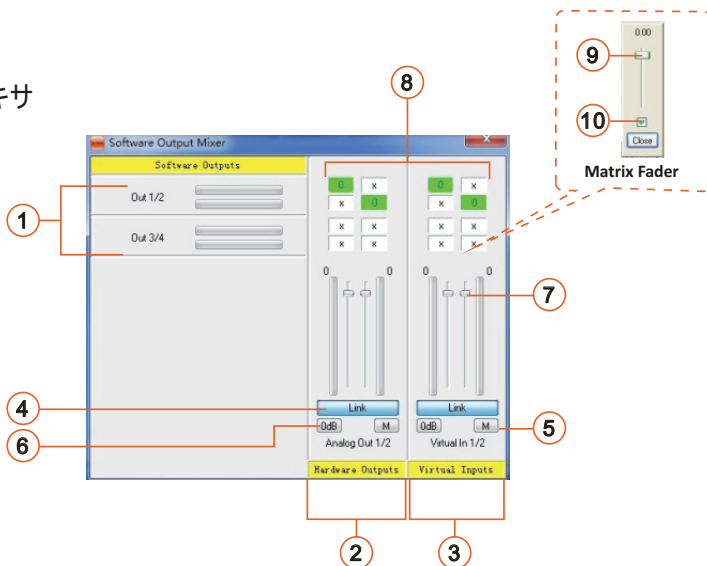 キサ
Software Output Mixer
Software Outputs
Out 1/2
Out 3/4
0 x 0 x
x 0 x 0
x x x x
x x x x
0 0 0 0
Link Link
0dB M 0dB M
Analog Out 1/2 Virtual In 1/2
Hardware Outputs Virtual Inputs
0.00
Close
Matrix Fader
1
2
3
4
5
6
7
8
9
10